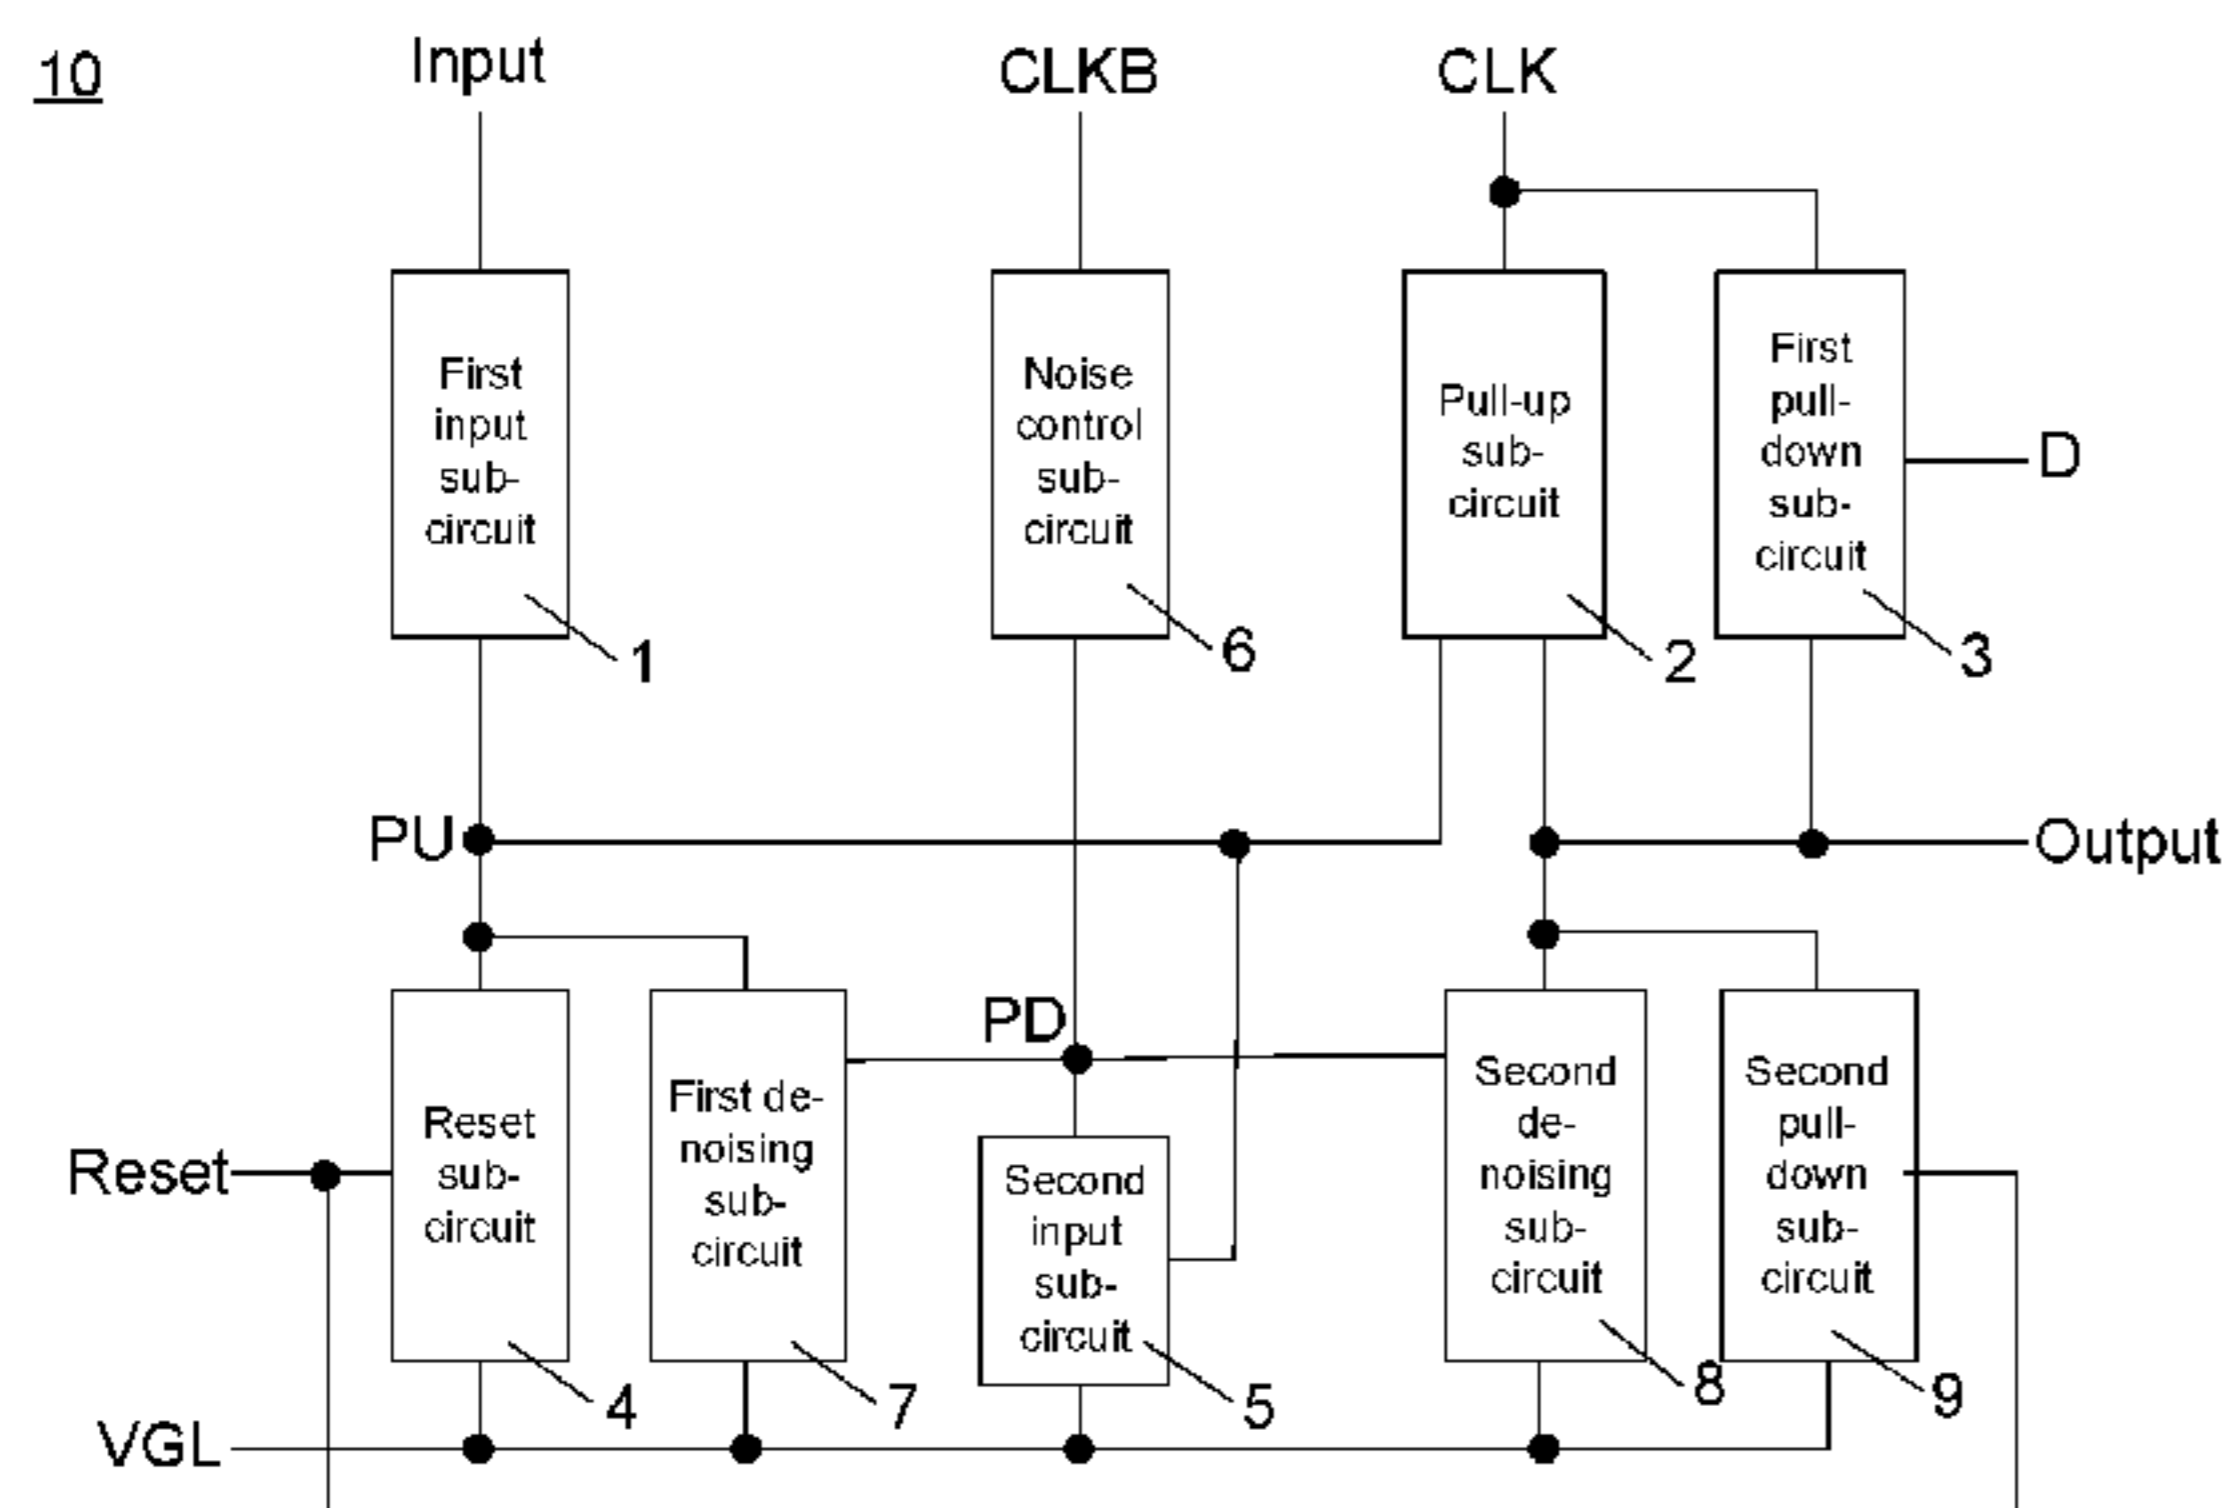 10
Input
CLKB
CLK
First
input
sub-
circuit
1
Noise
control
sub-
circuit
6
Pull-up
sub-
circuit
2
First
pull-
down
sub-
circuit
3
D
PU
Output
PD
Reset
Reset
sub-
circuit
4
First de-
noising
sub-
circuit
7
Second
input
sub-
circuit
5
Second
de-
noising
sub-
circuit
8
Second
pull-
down
sub-
circuit
9
VGL